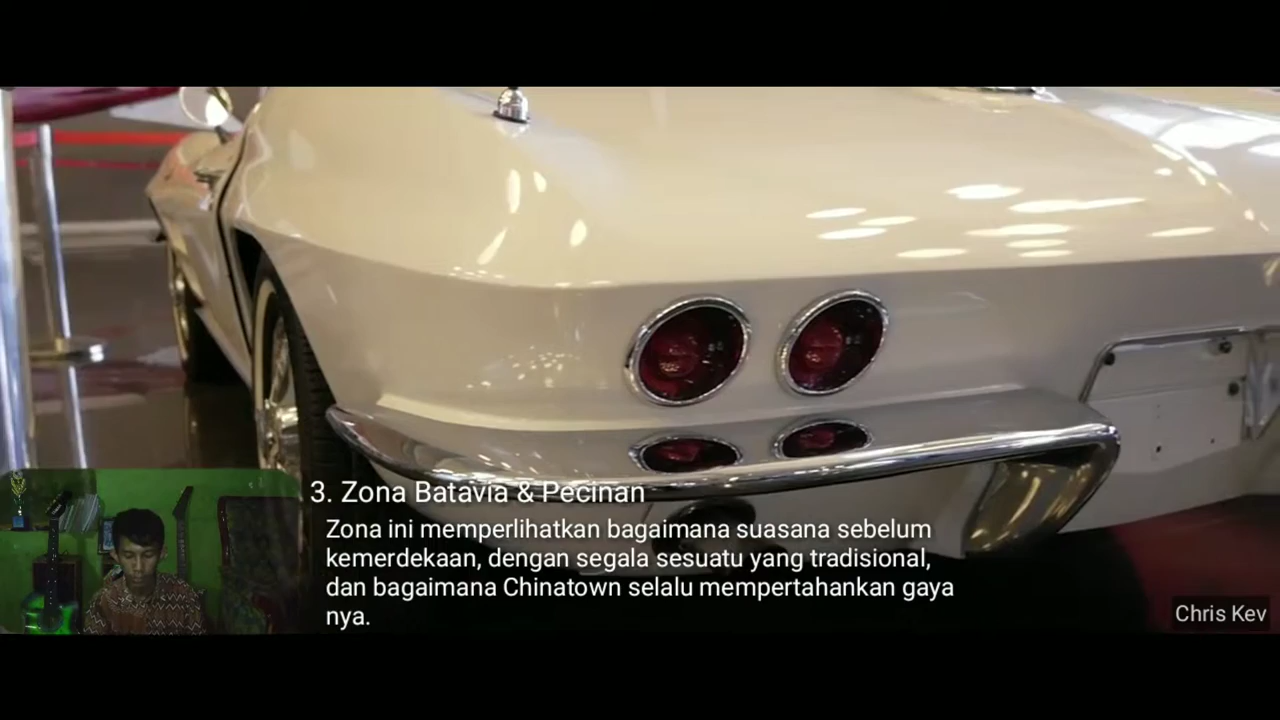 3. Zona Batavia & Pecinan
Zona ini memperlihatkan bagaimana suasana sebelum
kemerdekaan, dengan segala sesuatu yang tradisional,
dan bagaimana Chinatown selalu mempertahankan gaya
nya.
Chris Kev